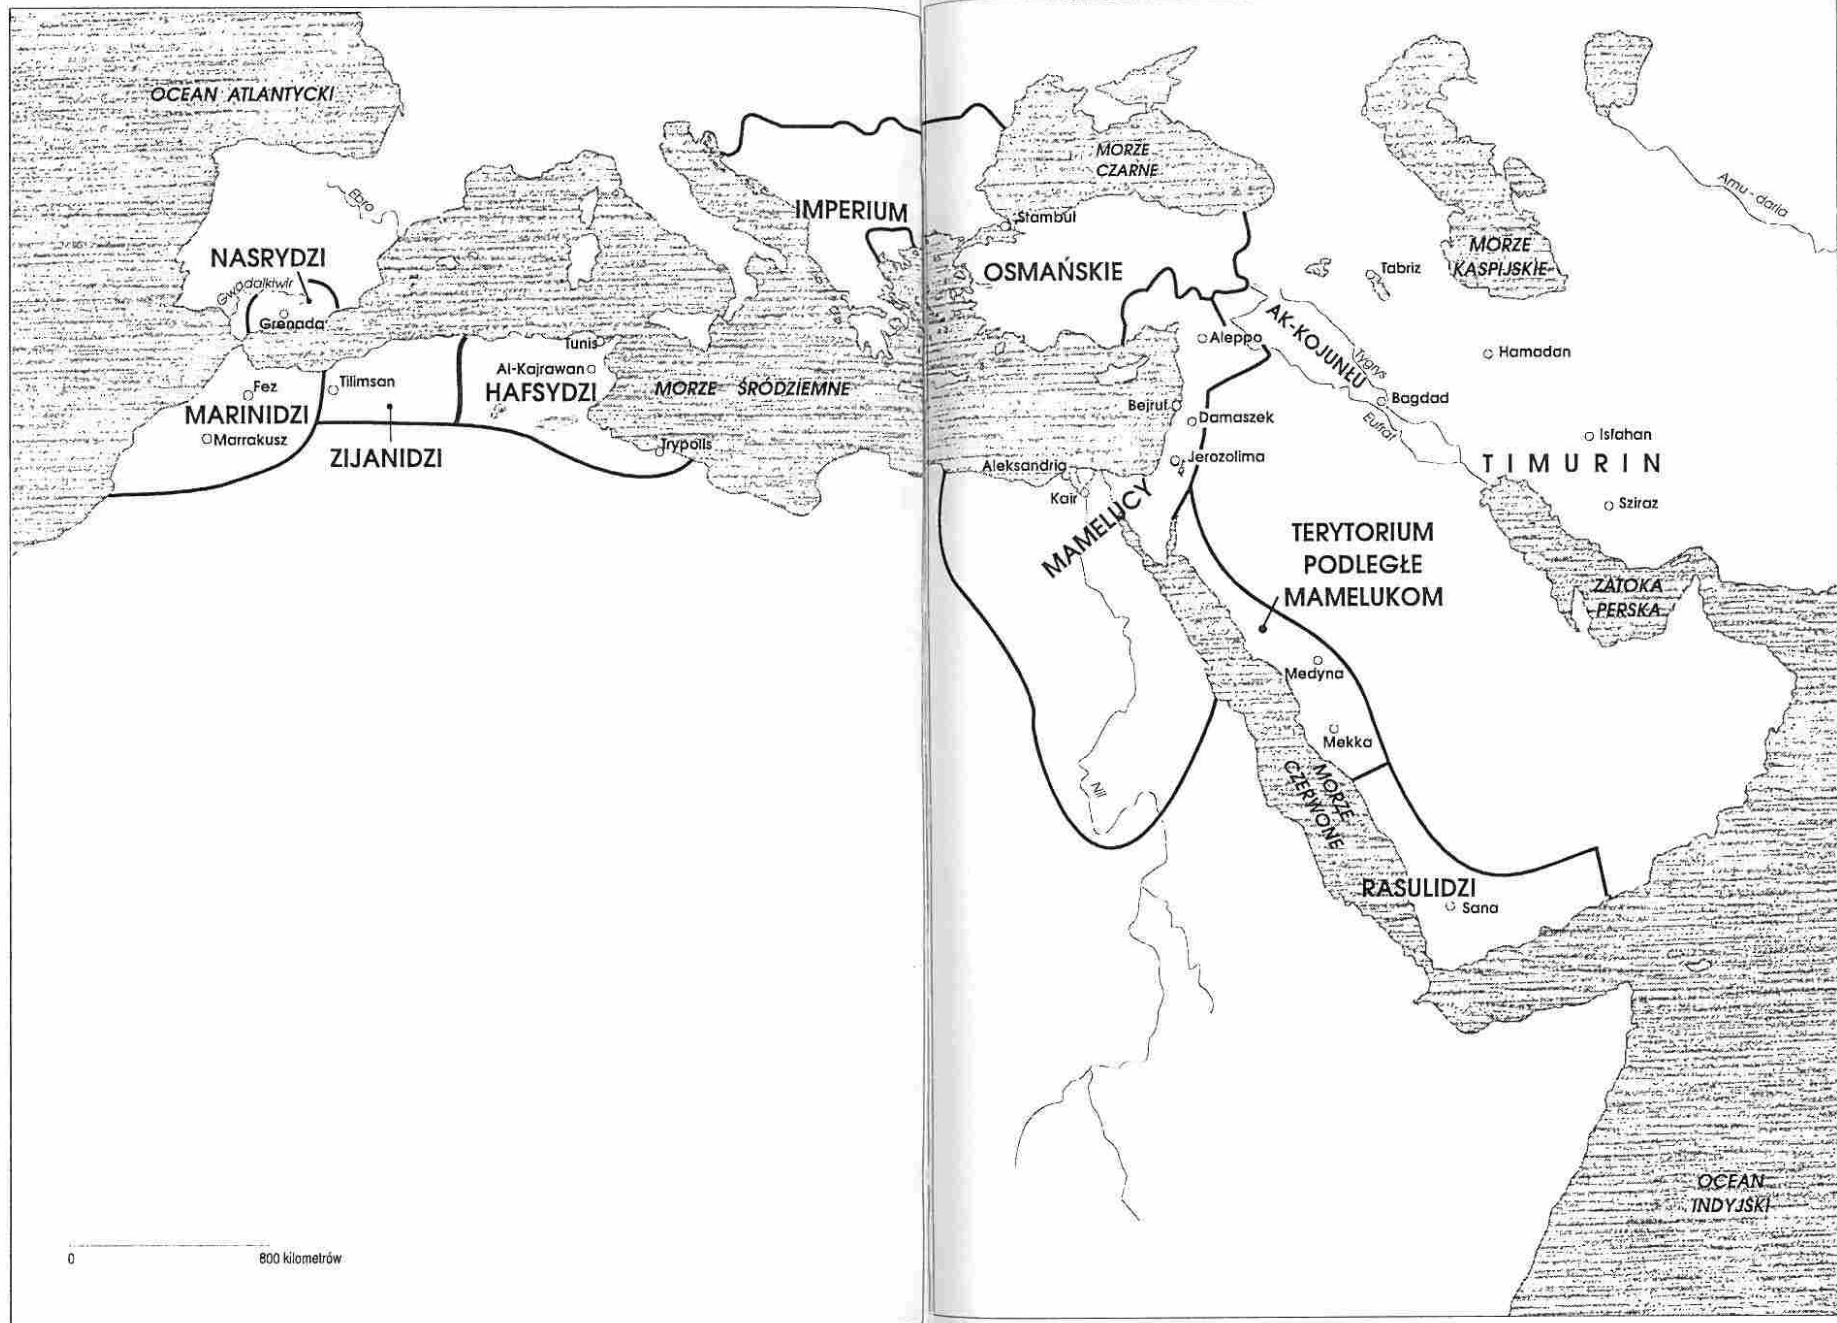 OCEAN ATLANTYCKI
Ebro
NASRYDZI
Gwadalkiwir
Grenada
Fez
MARINIDZI
Marrakusz
Tilimsan
ZIJANIDZI
Tunis
Al-Kajrawan
HAFSYDZI
MORZE ŚRÓDZIEMNE
Trypolis
IMPERIUM
0
800 kilometrów
MORZE
CZARNE
Stambuł
OSMAŃSKIE
Amu-daria
MORZE
KASPIJSKIE
Tabriz
AK-KOJUNŁU
Aleppo
Tygrys
Hamadan
Bagdad
Eufrat
Bejrut
Damaszek
Isfahan
Jerozolima
Aleksandria
TIMURIN
Kair
MAMELUCY
Sziraz
TERYTORIUM
PODLEGŁE
MAMELUKOM
ZATOKA
PERSKA
Medyna
Mekka
MORZE
CZERWONE
Nil
RASULIDZI
Sana
OCEAN
INDYJSKI